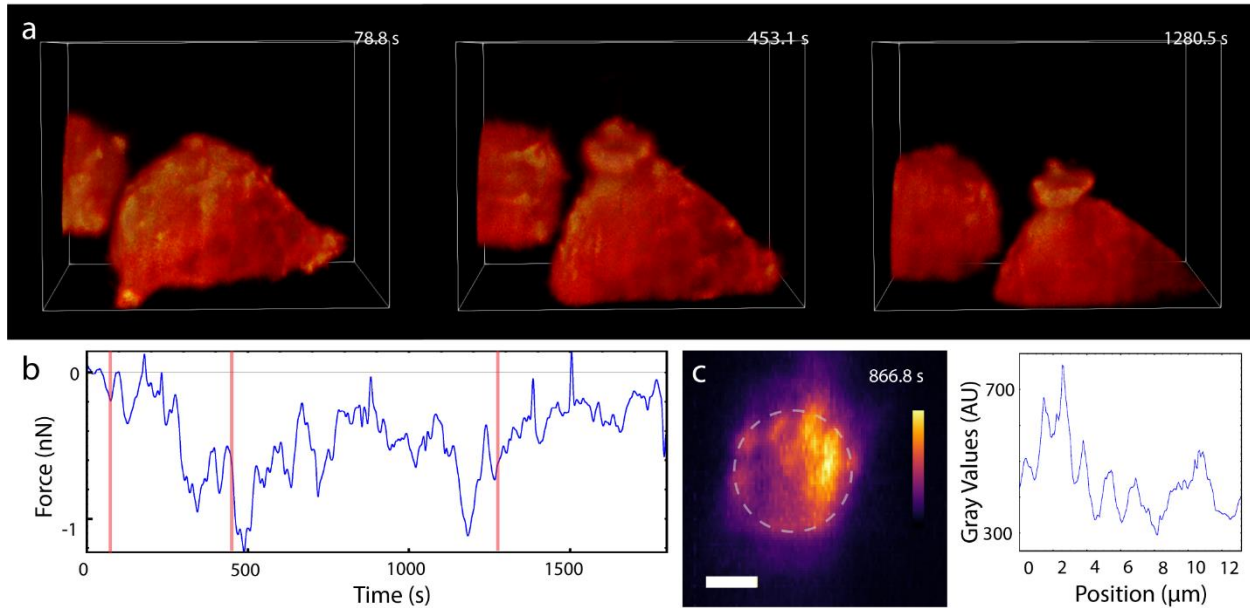 a
78.8 s
453.1 s
1280.5 s
b
0
-1
Force (nN)
0
500
1000
1500
Time (s)
c
866.8 s
700
300
Gray Values (AU)
0
2
4
6
8
10
12
Position (µm)